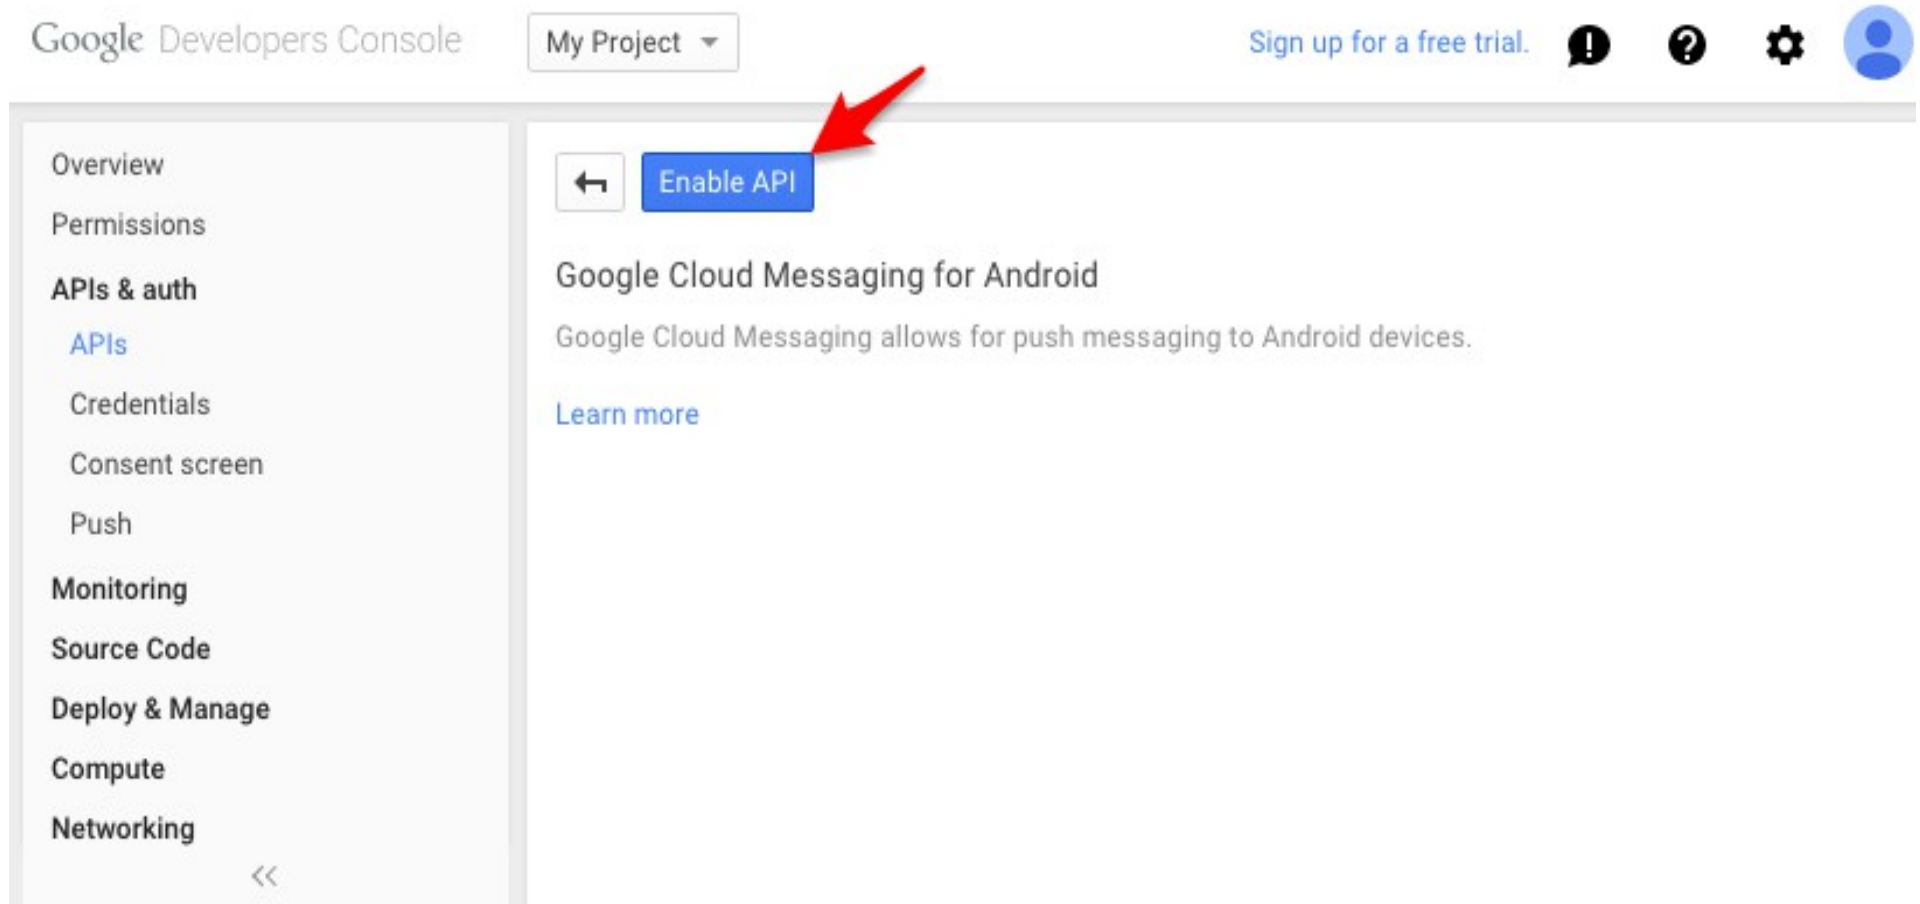 Google Developers Console
My Project
Sign up for a free trial.
Overview
Permissions
APIs & auth
APIs
Credentials
Consent screen
Push
Monitoring
Source Code
Deploy & Manage
Compute
Networking
Enable API
Google Cloud Messaging for Android
Google Cloud Messaging allows for push messaging to Android devices.
Learn more